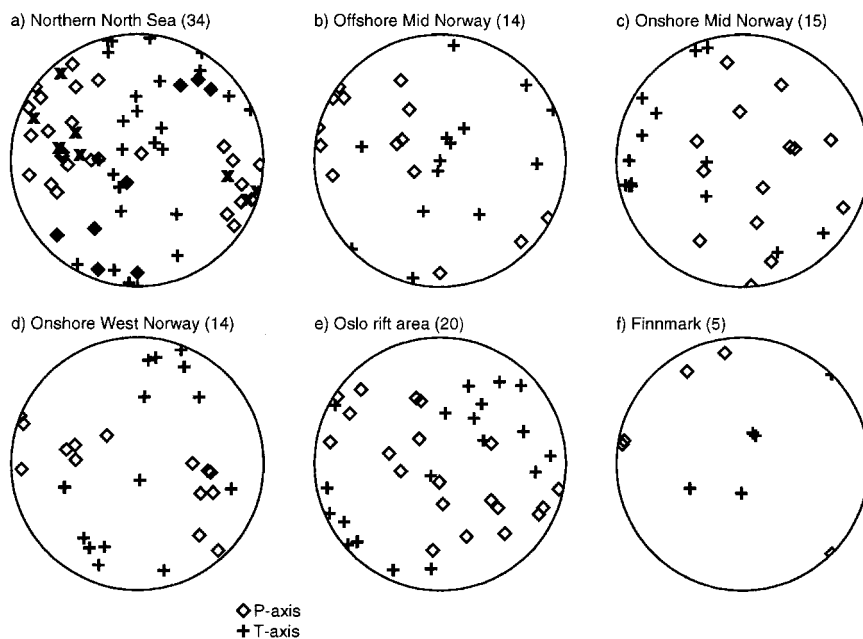 a) Northern North Sea (34)
b) Offshore Mid Norway (14)
c) Onshore Mid Norway (15)
d) Onshore West Norway (14)
e) Oslo rift area (20)
f) Finnmark (5)
P-axis
T-axis